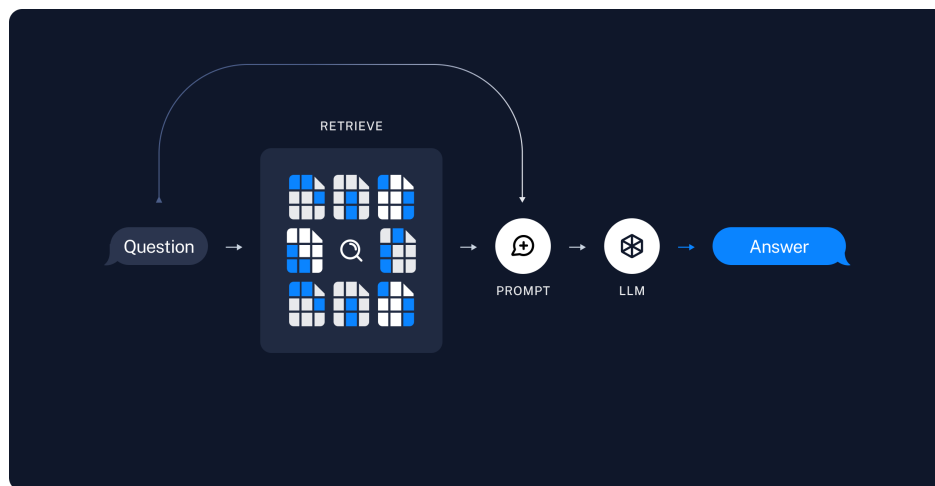 RETRIEVE
Question
Answer
PROMPT
LLM